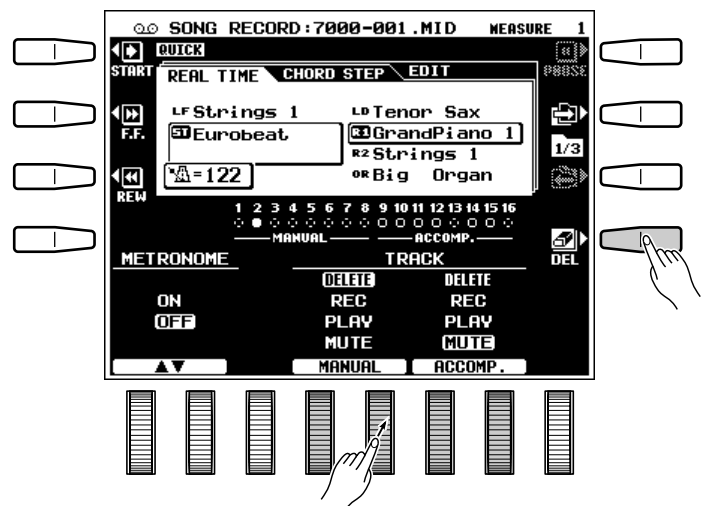 SONG RECORD:7000-001.MID MEASURE 1
QUICK
START PAUSE
REAL TIME CHORD STEP EDIT
LF Strings 1 LD Tenor Sax
ST Eurobeat R1 GrandPiano 1
F.F.
R2 Strings 1 1/3
=122 OR Big Organ
REW
1 2 3 4 5 6 7 8 9 10 11 12 13 14 15 16
MANUAL ACCOMP.
METRONOME TRACK DEL
DELETE DELETE
ON REC REC
OFF PLAY PLAY
MUTE MUTE
▲▼ MANUAL ACCOMP.